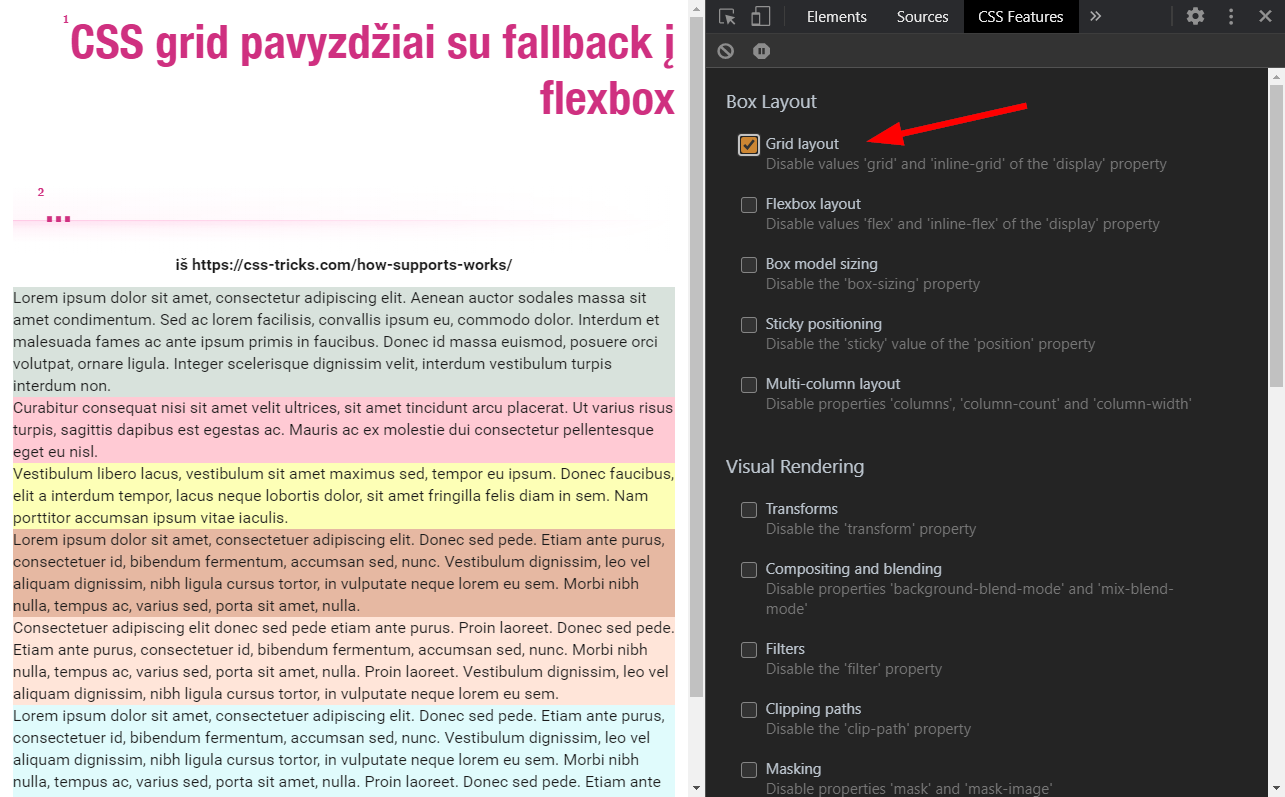 1
CSS grid pavyzdžiai su fallback į
flexbox
2
...
iš https://css-tricks.com/how-supports-works/
Lorem ipsum dolor sit amet, consectetur adipiscing elit. Aenean auctor sodales massa sit
amet condimentum. Sed ac lorem facilisis, convallis ipsum eu, commodo dolor. Interdum et
malesuada fames ac ante ipsum primis in faucibus. Donec id massa euismod, posuere orci
volutpat, ornare ligula. Integer scelerisque dignissim velit, interdum vestibulum turpis
interdum non.
Curabitur consequat nisi sit amet velit ultrices, sit amet tincidunt arcu placerat. Ut varius risus
turpis, sagittis dapibus est egestas ac. Mauris ac ex molestie dui consectetur pellentesque
eget eu nisl.
Vestibulum libero lacus, vestibulum sit amet maximus sed, tempor eu ipsum. Donec faucibus,
elit a interdum tempor, lacus neque lobortis dolor, sit amet fringilla felis diam in sem. Nam
porttitor accumsan ipsum vitae iaculis.
Lorem ipsum dolor sit amet, consectetuer adipiscing elit. Donec sed pede. Etiam ante purus,
consectetuer id, bibendum fermentum, accumsan sed, nunc. Vestibulum dignissim, leo vel
aliquam dignissim, nibh ligula cursus tortor, in vulputate neque lorem eu sem. Morbi nibh
nulla, tempus ac, varius sed, porta sit amet, nulla.
Consectetuer adipiscing elit donec sed pede etiam ante purus. Proin laoreet. Donec sed pede.
Etiam ante purus, consectetuer id, bibendum fermentum, accumsan sed, nunc. Morbi nibh
nulla, tempus ac, varius sed, porta sit amet, nulla. Proin laoreet. Vestibulum dignissim, leo vel
aliquam dignissim, nibh ligula cursus tortor, in vulputate neque lorem eu sem.
Lorem ipsum dolor sit amet, consectetuer adipiscing elit. Donec sed pede. Etiam ante purus,
consectetuer id, bibendum fermentum, accumsan sed, nunc. Vestibulum dignissim, leo vel
aliquam dignissim, nibh ligula cursus tortor, in vulputate neque lorem eu sem. Morbi nibh
nulla, tempus ac, varius sed, porta sit amet, nulla. Proin laoreet. Donec sed pede. Etiam ante
Elements Sources CSS Features »
Box Layout
Grid layout
Disable values 'grid' and 'inline-grid' of the 'display' property
Flexbox layout
Disable values 'flex' and 'inline-flex' of the 'display' property
Box model sizing
Disable the 'box-sizing' property
Sticky positioning
Disable the 'sticky' value of the 'position' property
Multi-column layout
Disable properties 'columns', 'column-count' and 'column-width'
Visual Rendering
Transforms
Disable the 'transform' property
Compositing and blending
Disable properties 'background-blend-mode' and 'mix-blend-
mode'
Filters
Disable the 'filter' property
Clipping paths
Disable the 'clip-path' property
Masking
Disable properties 'mask' and 'mask-image'